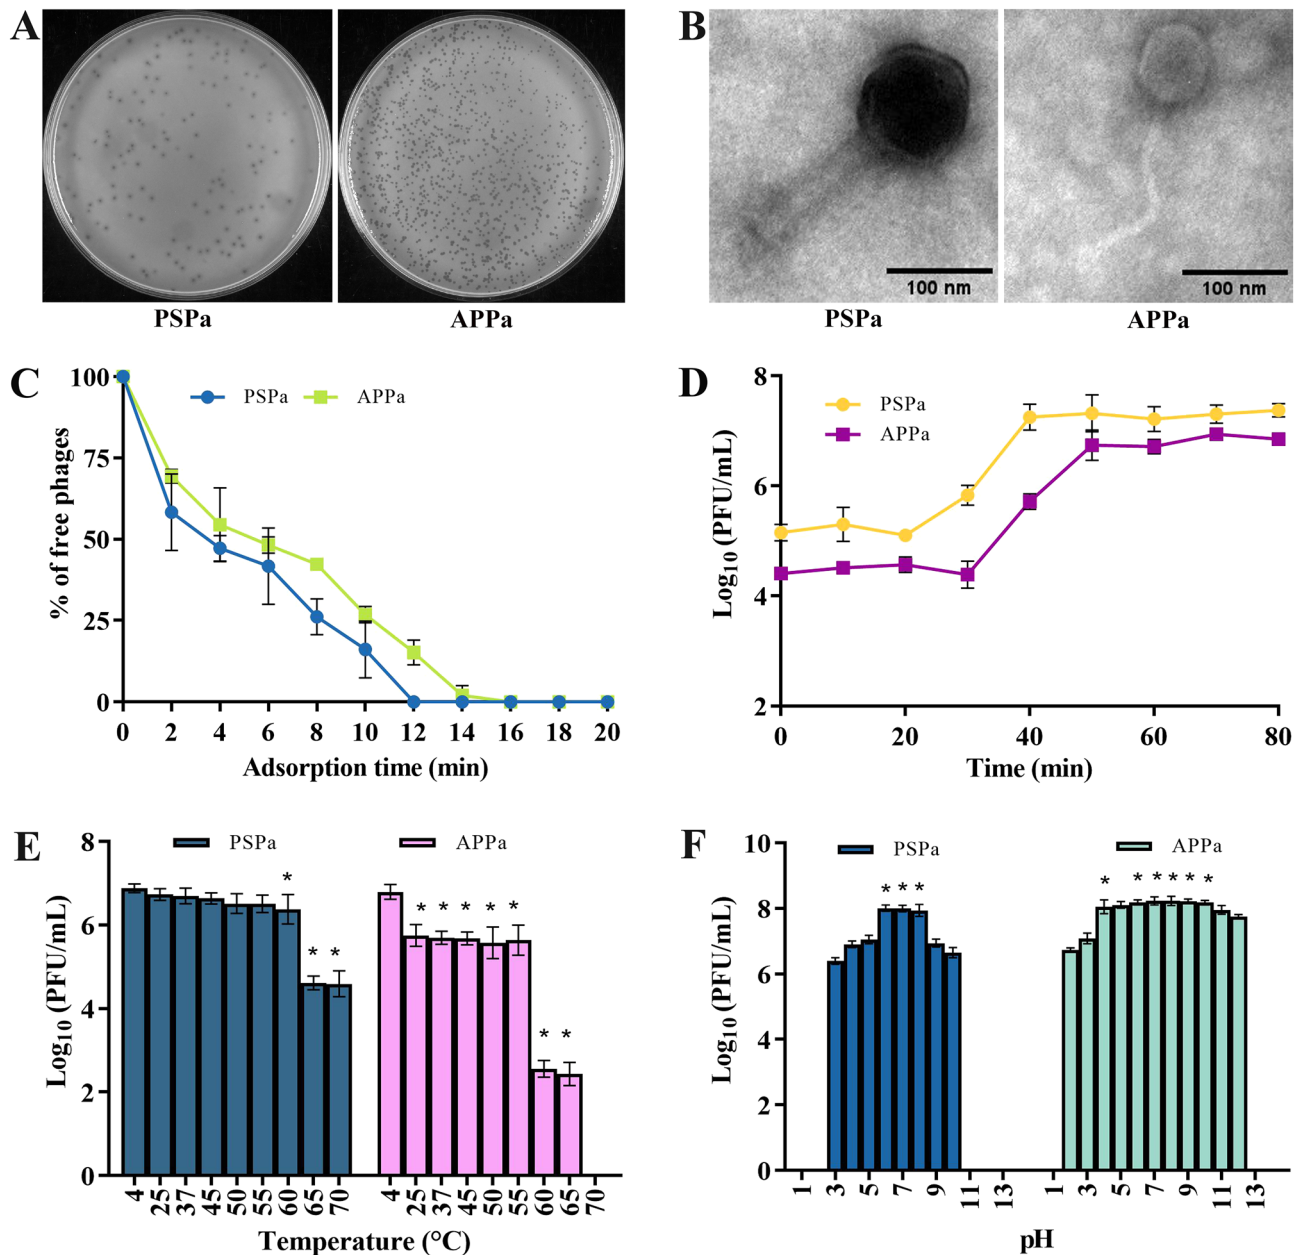 A
PSPa
APPa
B
100 nm
100 nm
PSPa
APPa
C
PSPa
APPa
% of free phages
100
75
50
25
0
0 2 4 6 8 10 12 14 16 18 20
Adsorption time (min)
D
PSPa
APPa
Log10 (PFU/mL)
8
6
4
2
0 20 40 60 80
Time (min)
E
PSPa
APPa
Log10 (PFU/mL)
8
6
4
2
0
* * * * * * * * * *
4 25 37 45 50 55 60 65 70 4 25 37 45 50 55 60 65 70
Temperature (°C)
F
PSPa
APPa
Log10 (PFU/mL)
10
8
6
4
2
0
* * * * * * * * *
1 3 5 7 9 11 13 1 3 5 7 9 11 13
pH